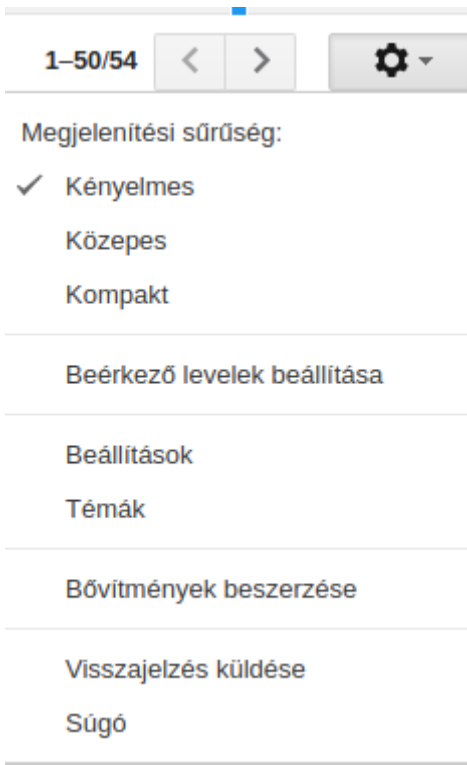 1–50/54
Megjelenítési sűrűség:
Kényelmes
Közepes
Kompakt
Beérkező levelek beállítása
Beállítások
Témák
Bővítmények beszerzése
Visszajelzés küldése
Súgó